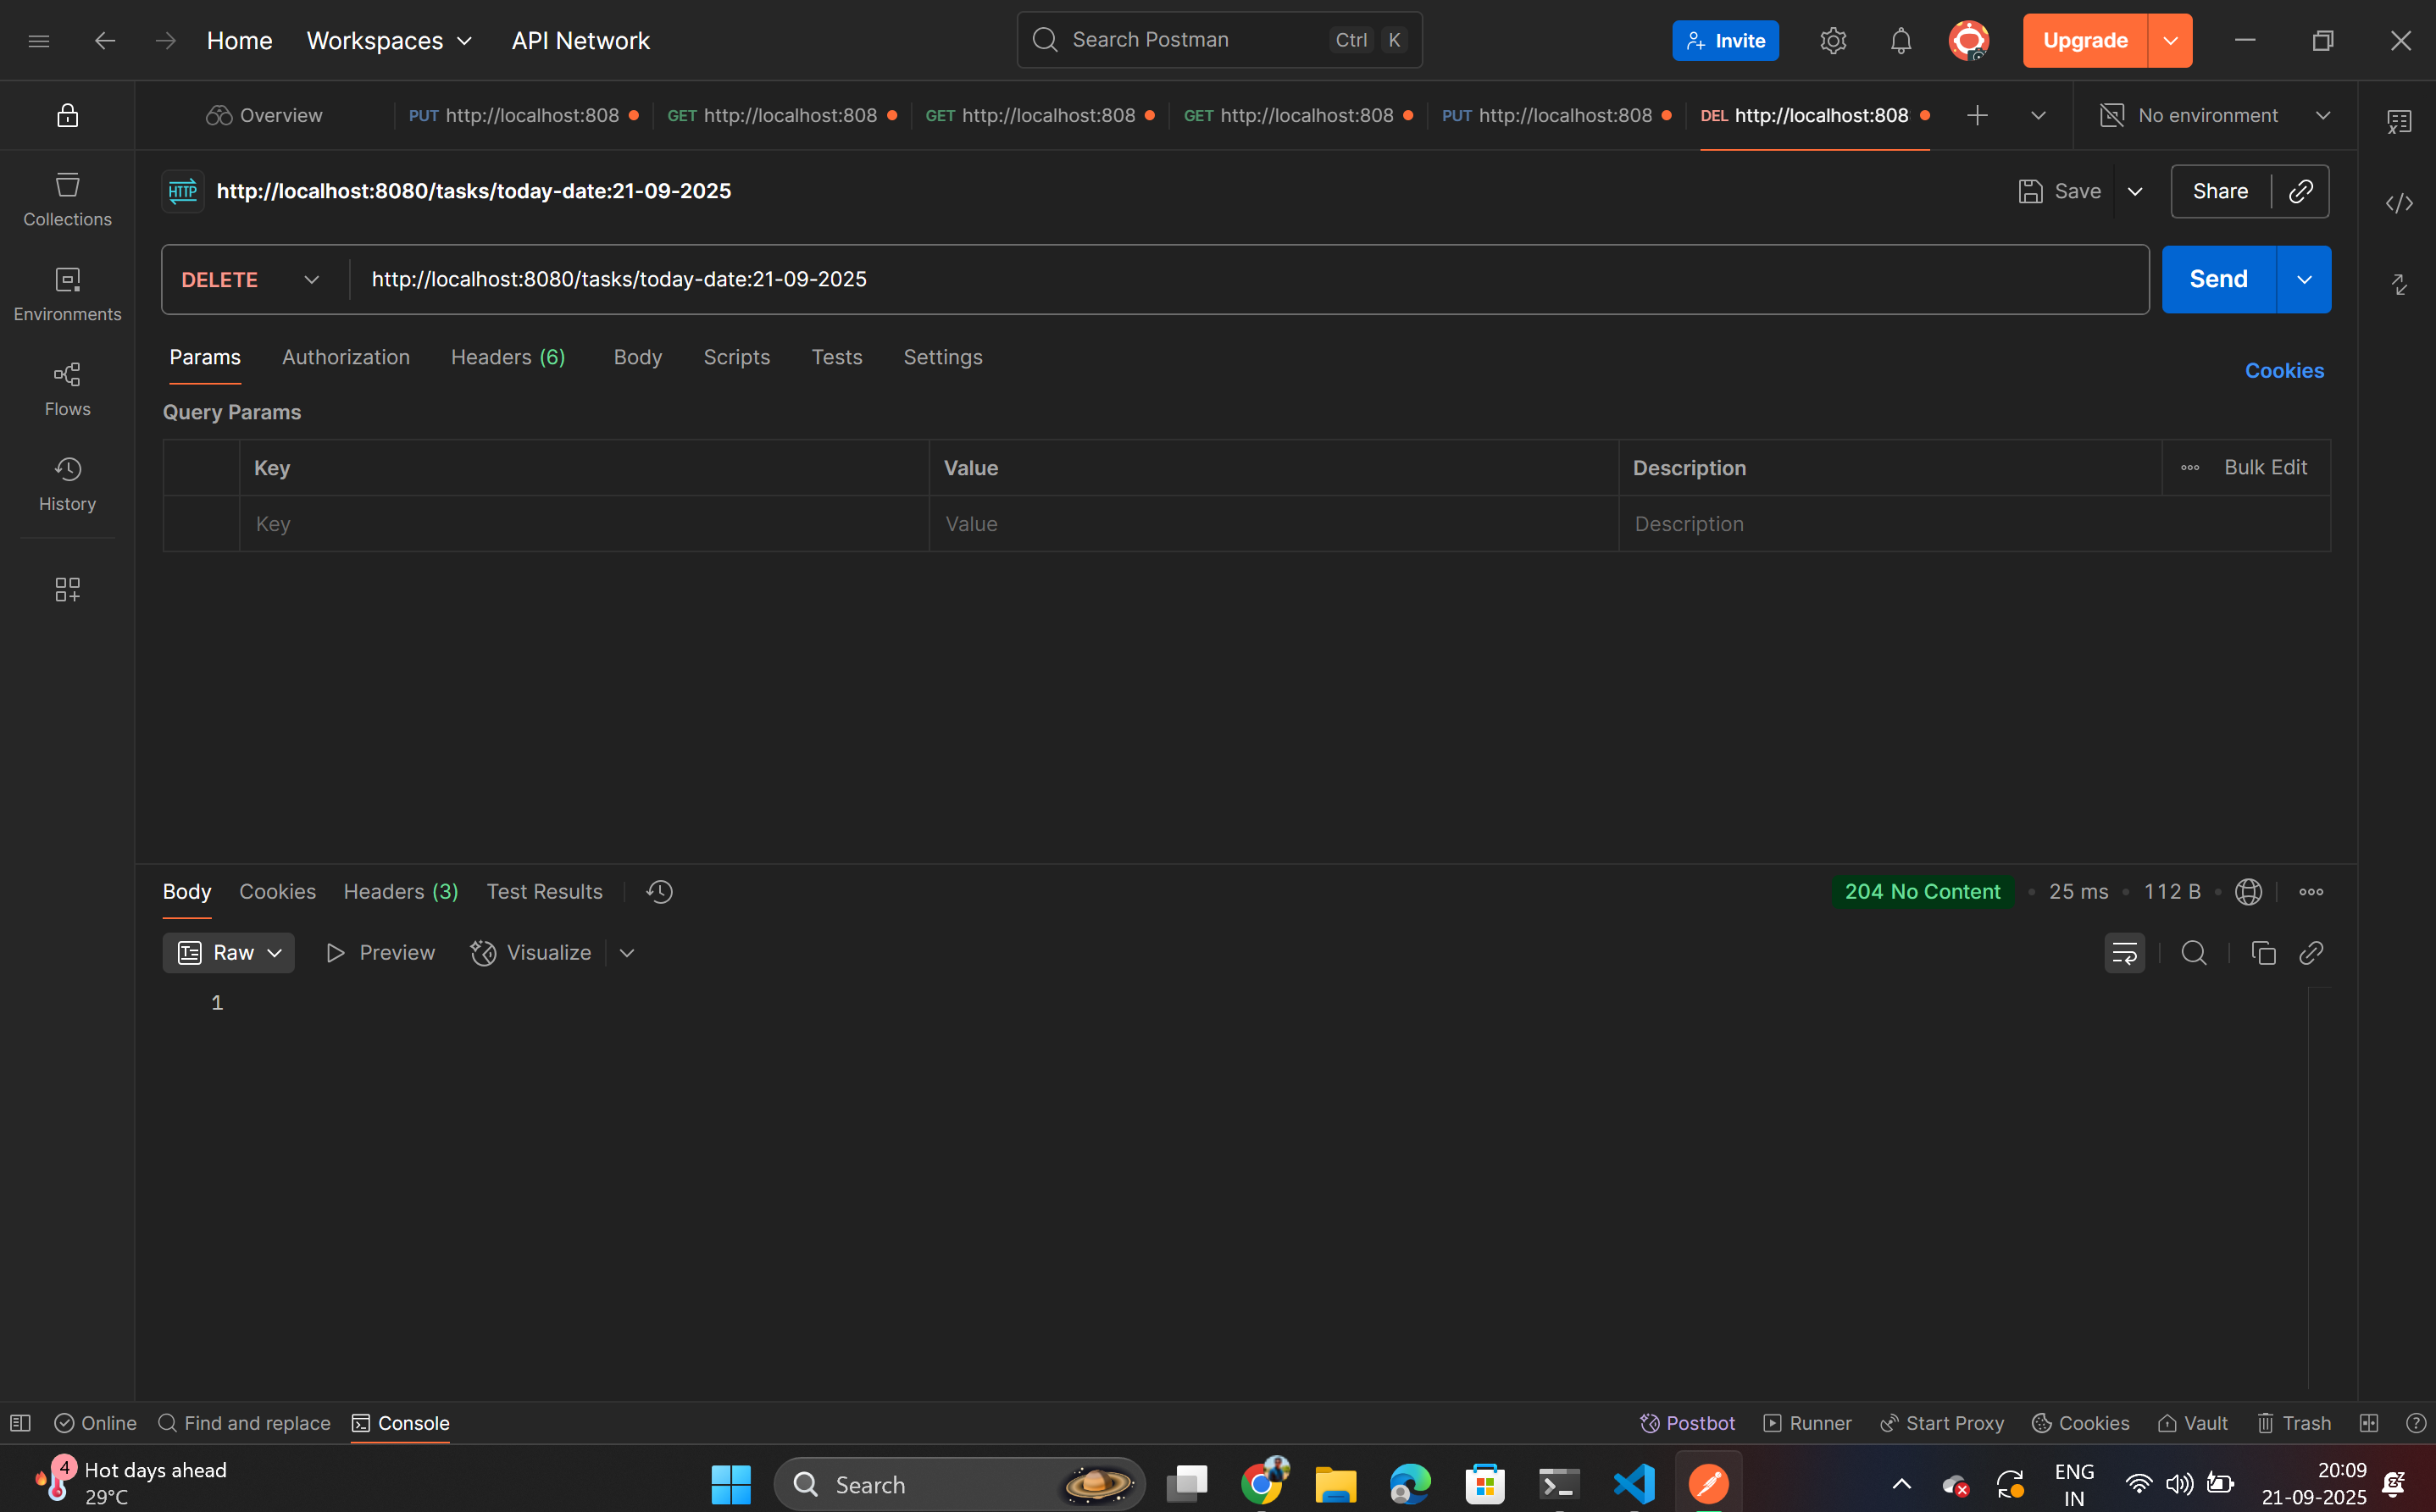 Home Workspaces API Network Search Postman Ctrl K Invite Upgrade
Overview PUT http://localhost:808 GET http://localhost:808 GET http://localhost:808 GET http://localhost:808 PUT http://localhost:808 DEL http://localhost:808 No environment
HTTP http://localhost:8080/tasks/today-date:21-09-2025 Save Share
Collections
DELETE http://localhost:8080/tasks/today-date:21-09-2025 Send
Environments
Params Authorization Headers (6) Body Scripts Tests Settings Cookies
Flows
Query Params
Key Value Description Bulk Edit
History
Key Value Description
Body Cookies Headers (3) Test Results 204 No Content 25 ms 112 B
Raw Preview Visualize
1
Online Find and replace Console Postbot Runner Start Proxy Cookies Vault Trash
4 Hot days ahead
29°C
Search
ENG
IN
20:09
21-09-2025